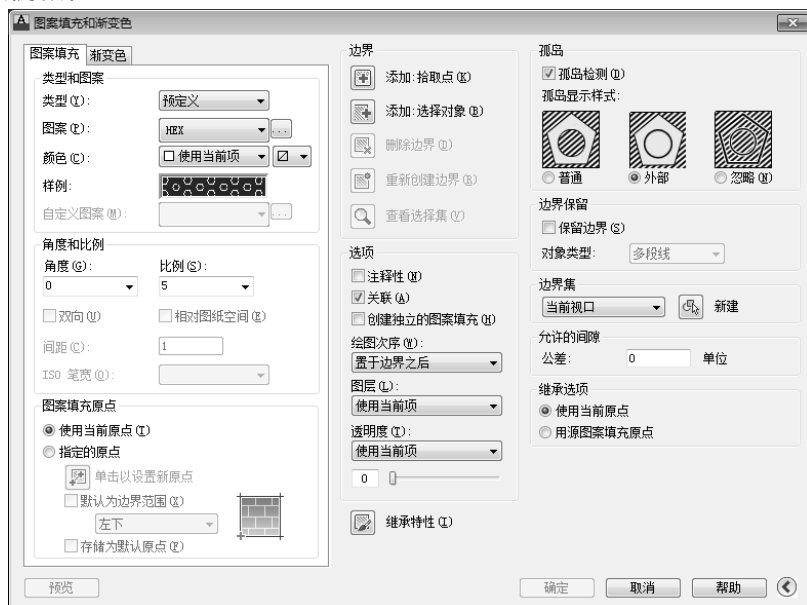 图案填充和渐变色
图案填充 渐变色
类型和图案
类型(Y): 预定义
图案(P): HEX ...
颜色(C): 使用当前项
样例:
自定义图案(M): ...
角度和比例
角度(G): 比例(S):
0 5
双向(U) 相对图纸空间(E)
间距(C): 1
ISO 笔宽(O):
图案填充原点
使用当前原点(T)
指定的原点
单击以设置新原点
默认为边界范围(X)
左下
存储为默认原点(F)
预览
边界
添加:拾取点(K)
添加:选择对象(B)
删除边界(D)
重新创建边界(R)
查看选择集(V)
选项
注释性(N)
关联(A)
创建独立的图案填充(H)
绘图次序(W):
置于边界之后
图层(L):
使用当前项
透明度(T):
使用当前项
0
继承特性(I)
孤岛
孤岛检测(D)
孤岛显示样式:
普通 外部 忽略(N)
边界保留
保留边界(S)
对象类型: 多段线
边界集
当前视口 新建
允许的间隙
公差: 0 单位
继承选项
使用当前原点
用源图案填充原点
确定 取消 帮助